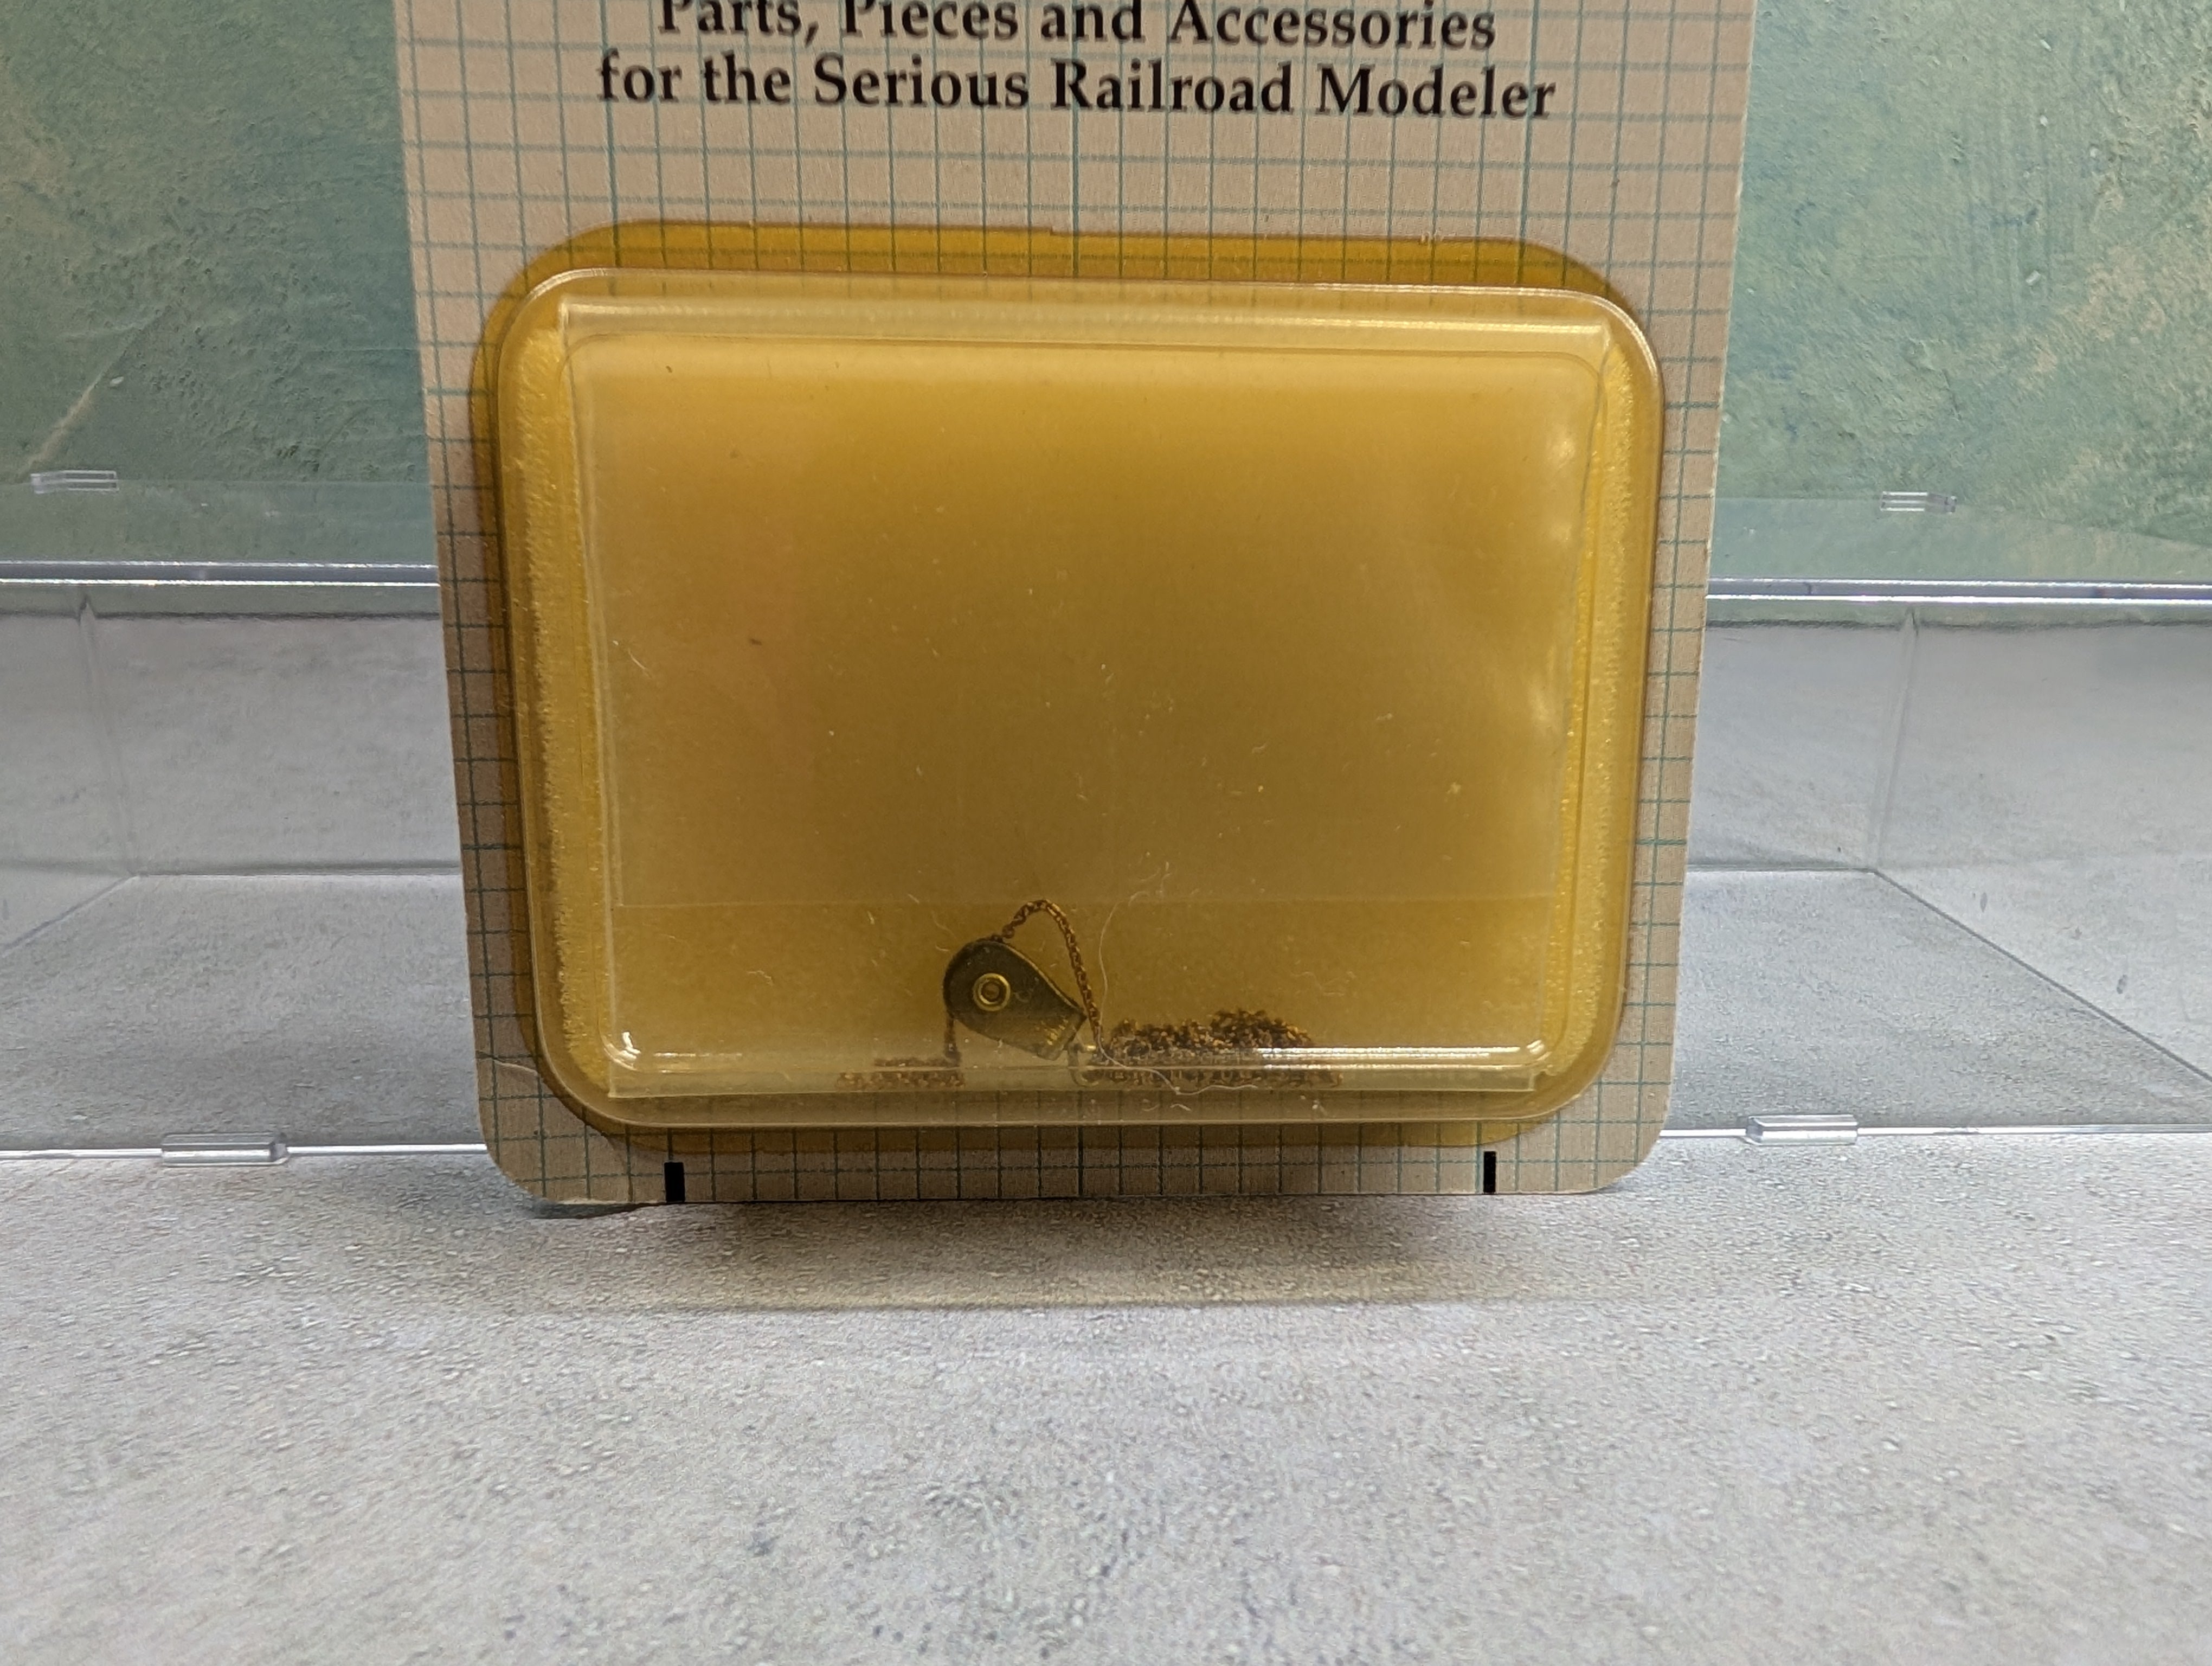 Parts, Pieces and Accessories
for the Serious Railroad Modeler